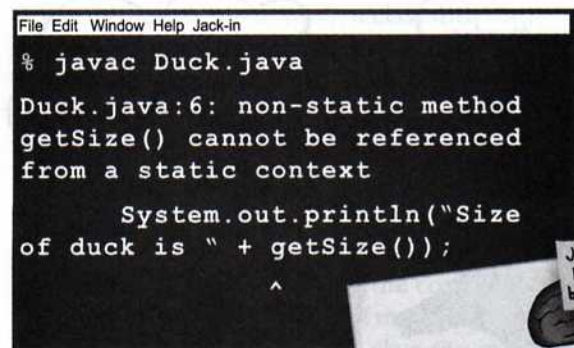 File Edit Window Help Jack-in
% javac Duck.java
Duck.java:6: non-static method
getSize() cannot be referenced
from a static context
System.out.println("Size
of duck is " + getSize());
^